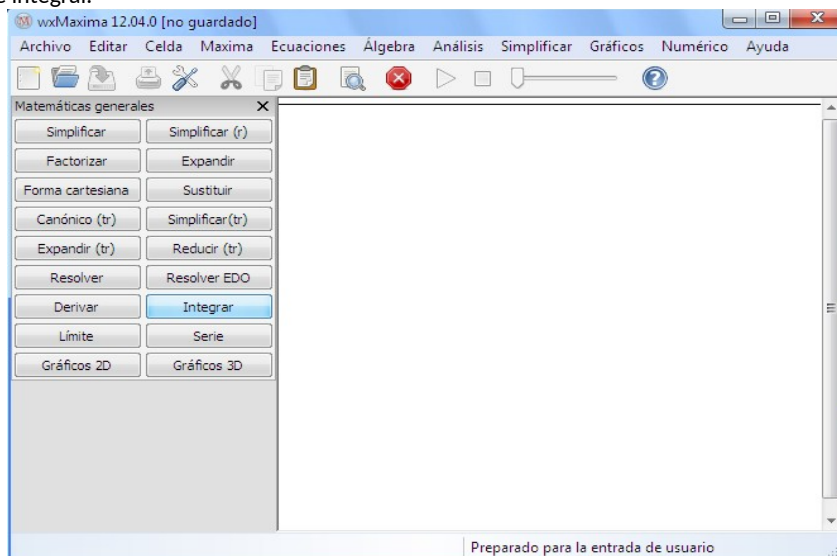 e integral.
wxMaxima 12.04.0 [no guardado]
Archivo Editar Celda Maxima Ecuaciones Álgebra Análisis Simplificar Gráficos Numérico Ayuda
Matemáticas generales
Simplificar Simplificar (r)
Factorizar Expandir
Forma cartesiana Sustituir
Canónico (tr) Simplificar(tr)
Expandir (tr) Reducir (tr)
Resolver Resolver EDO
Derivar Integrar
Límite Serie
Gráficos 2D Gráficos 3D
Preparado para la entrada de usuario